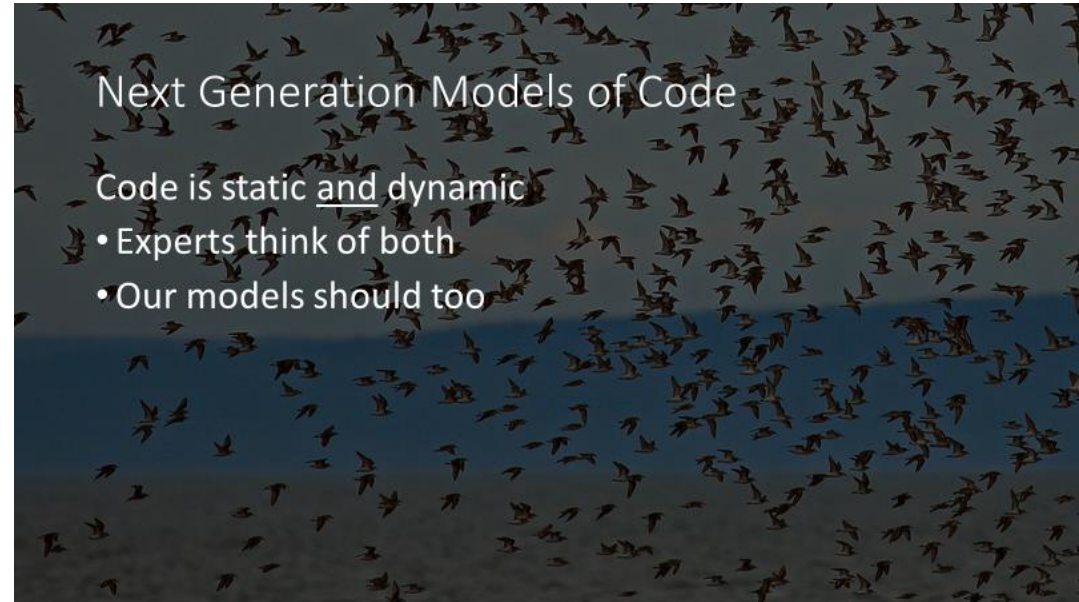 Next Generation Models of Code
Code is static and dynamic
• Experts think of both
• Our models should too